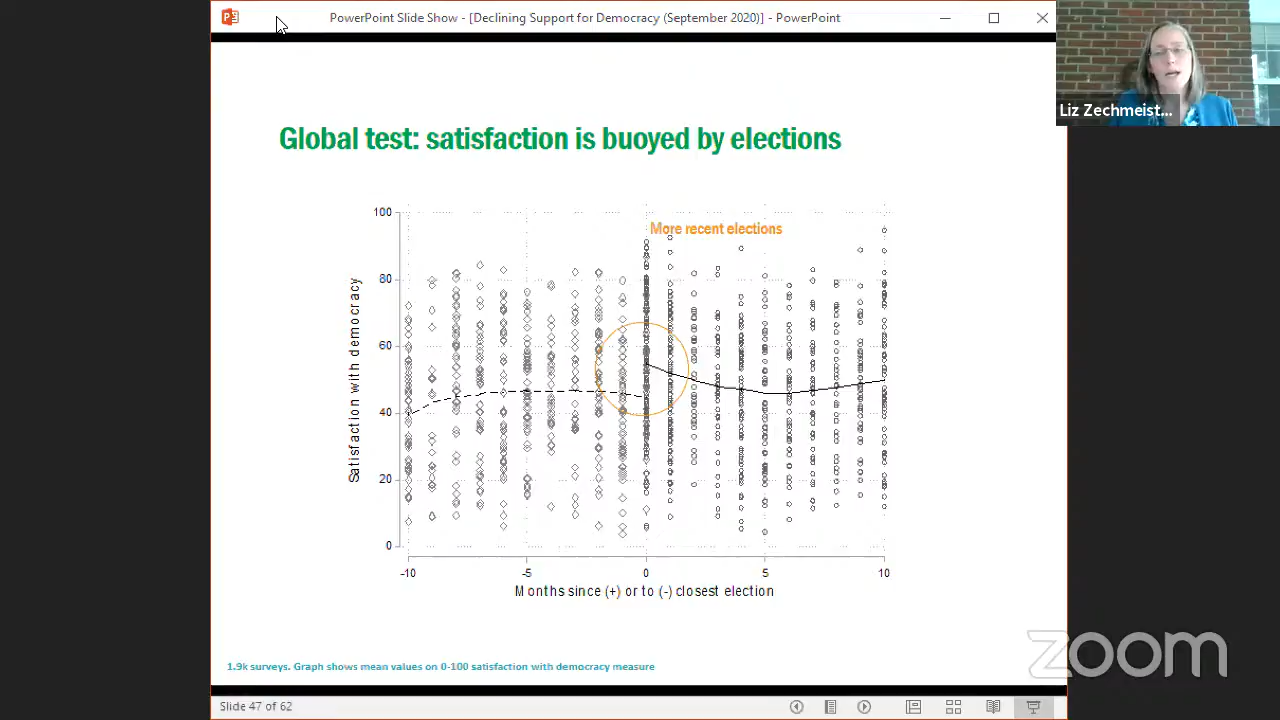 PowerPoint Slide Show - [Declining Support for Democracy (September 2020)] - PowerPoint
Liz Zechmeist...
Global test: satisfaction is buoyed by elections
More recent elections
Satisfaction with democracy
100
80
60
40
20
0
-10
-5
0
5
10
Months since (+) or to (-) closest election
1.9k surveys. Graph shows mean values on 0-100 satisfaction with democracy measure
zoom
Slide 47 of 62